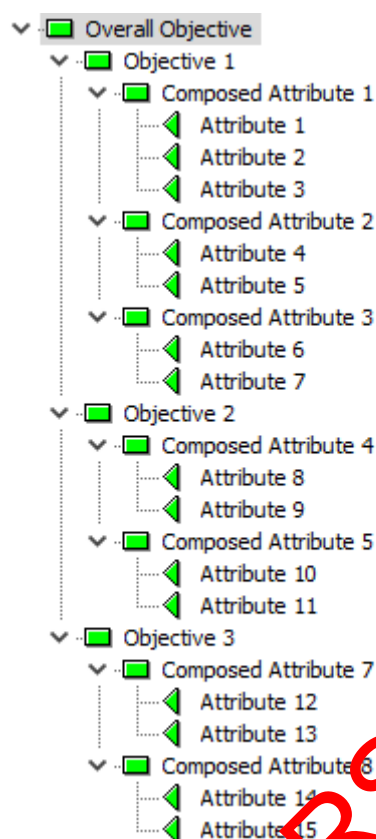 Overall Objective
Objective 1
Composed Attribute 1
Attribute 1
Attribute 2
Attribute 3
Composed Attribute 2
Attribute 4
Attribute 5
Composed Attribute 3
Attribute 6
Attribute 7
Objective 2
Composed Attribute 4
Attribute 8
Attribute 9
Composed Attribute 5
Attribute 10
Attribute 11
Objective 3
Composed Attribute 7
Attribute 12
Attribute 13
Composed Attribute 8
Attribute 14
Attribute 15